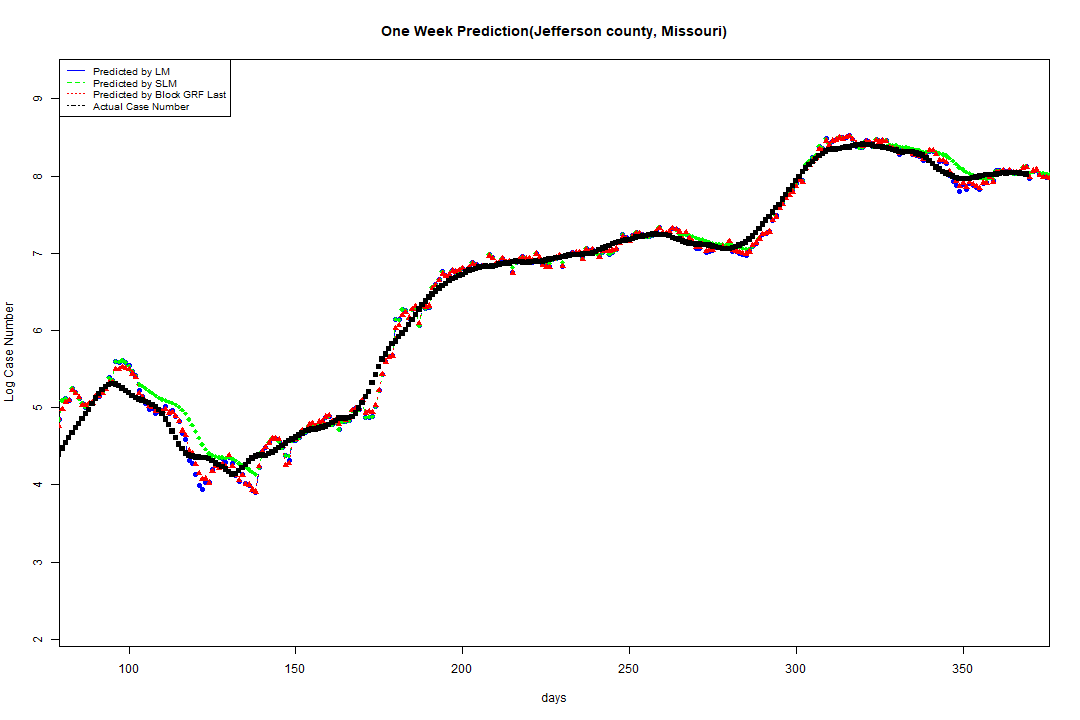 One Week Prediction(Jefferson county, Missouri)
Predicted by LM
Predicted by SLM
Predicted by Block GRF Last
Actual Case Number
9
8
7
6
5
4
3
2
Log Case Number
100 150 200 250 300 350
days